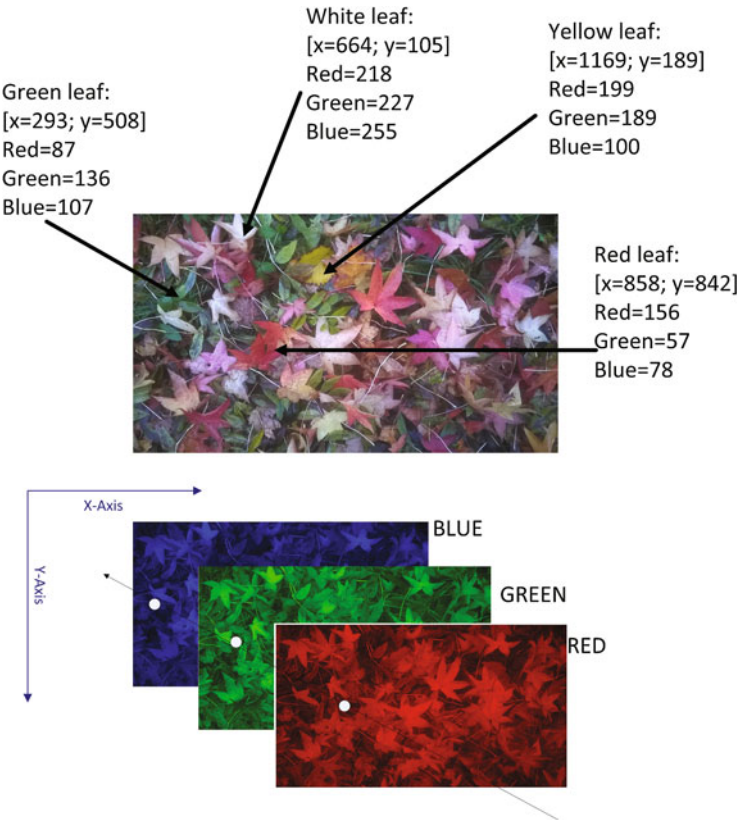 White leaf:
[x=664; y=105]
Red=218
Green=227
Blue=255
Yellow leaf:
[x=1169; y=189]
Red=199
Green=189
Blue=100
Green leaf:
[x=293; y=508]
Red=87
Green=136
Blue=107
Red leaf:
[x=858; y=842]
Red=156
Green=57
Blue=78
X-Axis
Y-Axis
BLUE
GREEN
RED